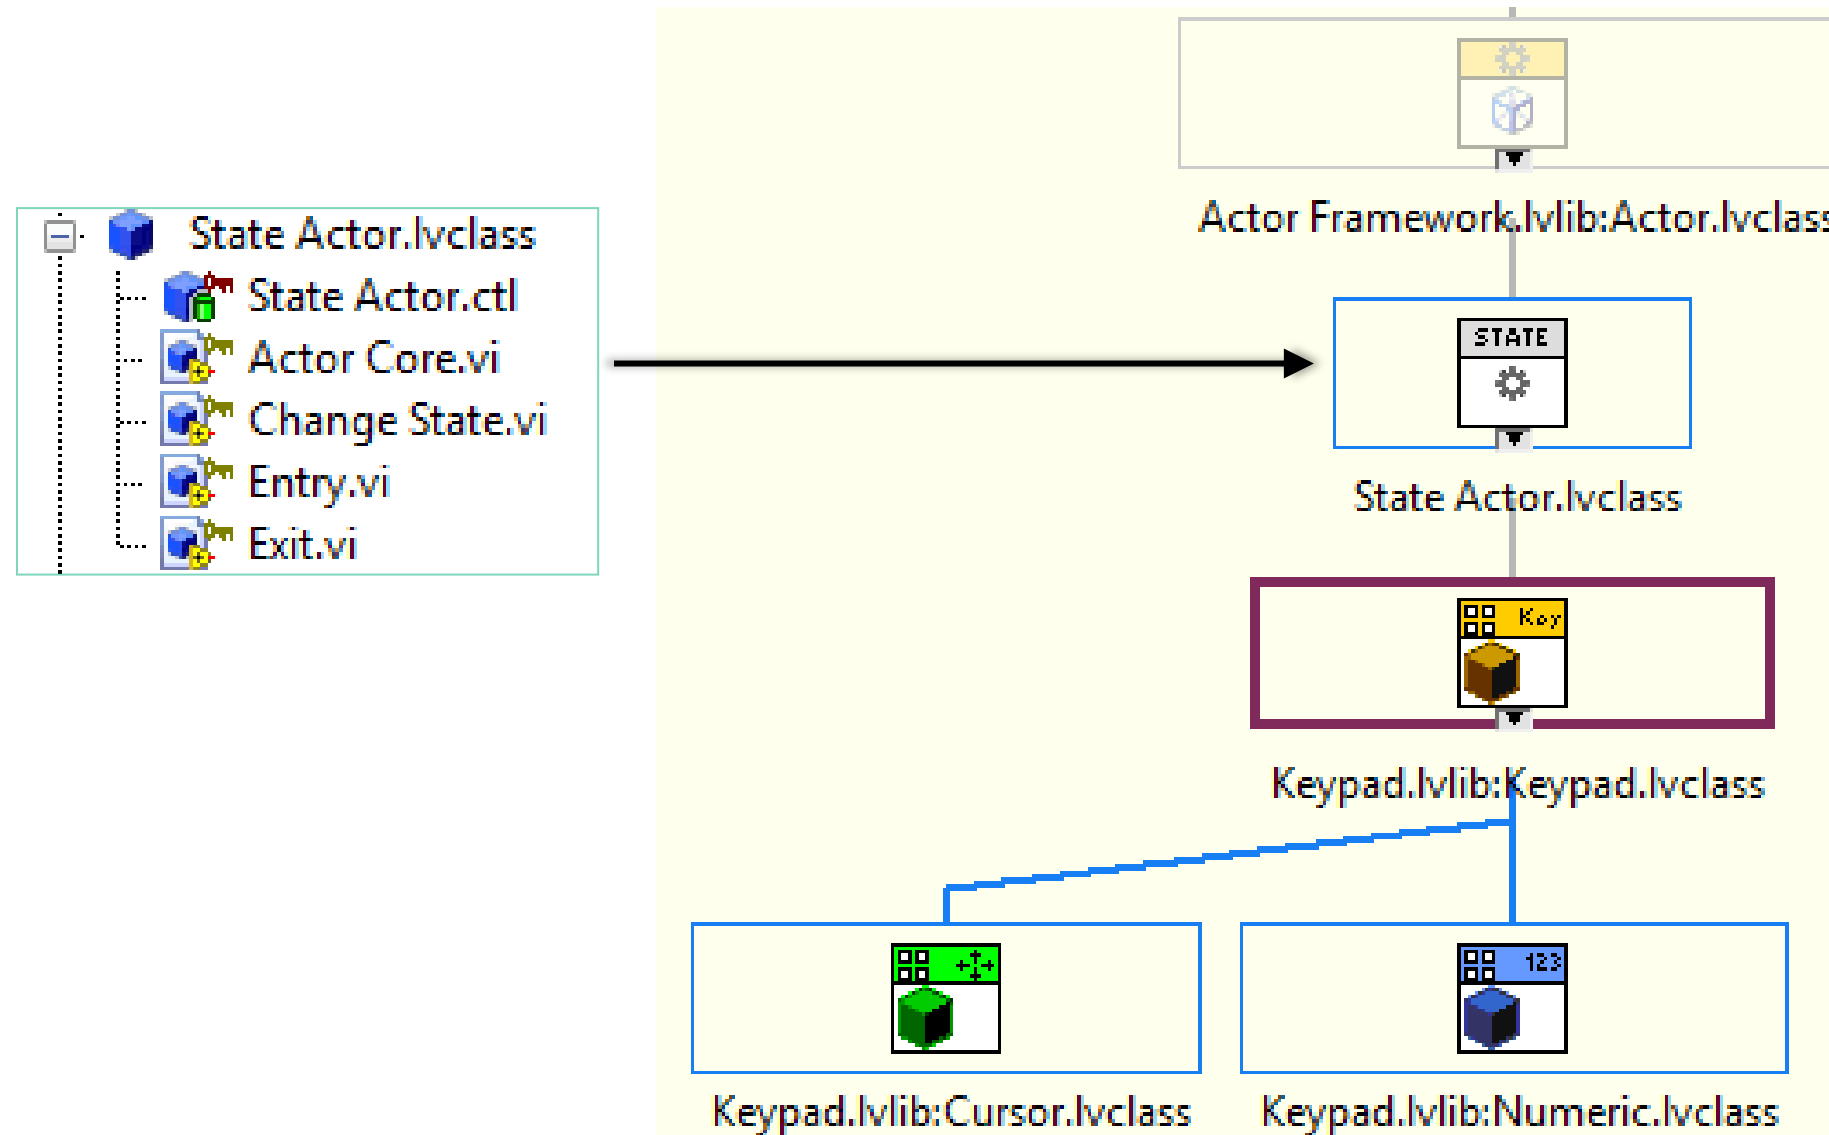 State Actor.lvclass
State Actor.ctl
Actor Core.vi
Change State.vi
Entry.vi
Exit.vi
Actor Framework.lvlib:Actor.lvclass
STATE
State Actor.lvclass
Key
Keypad.lvlib:Keypad.lvclass
123
Keypad.lvlib:Cursor.lvclass
Keypad.lvlib:Numeric.lvclass